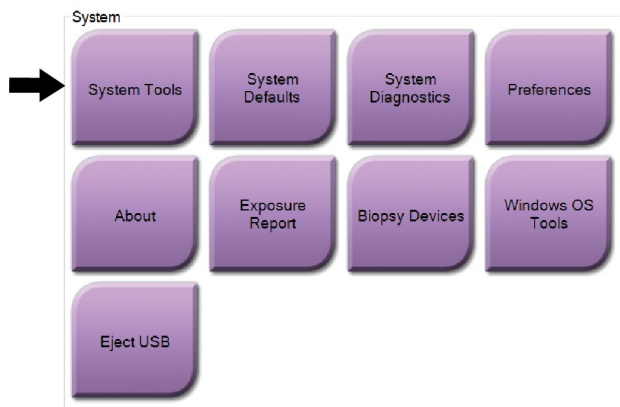 System
System Tools
System
Defaults
System
Diagnostics
Preferences
About
Exposure
Report
Biopsy Devices
Windows OS
Tools
Eject USB